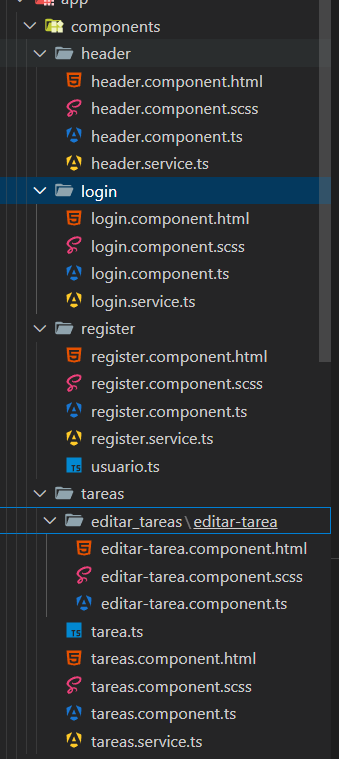 app
components
header
header.component.html
header.component.scss
header.component.ts
header.service.ts
login
login.component.html
login.component.scss
login.component.ts
login.service.ts
register
register.component.html
register.component.scss
register.component.ts
register.service.ts
TS usuario.ts
tareas
editar_tareas\editar-tarea
editar-tarea.component.html
editar-tarea.component.scss
editar-tarea.component.ts
TS tarea.ts
tareas.component.html
tareas.component.scss
tareas.component.ts
tareas.service.ts